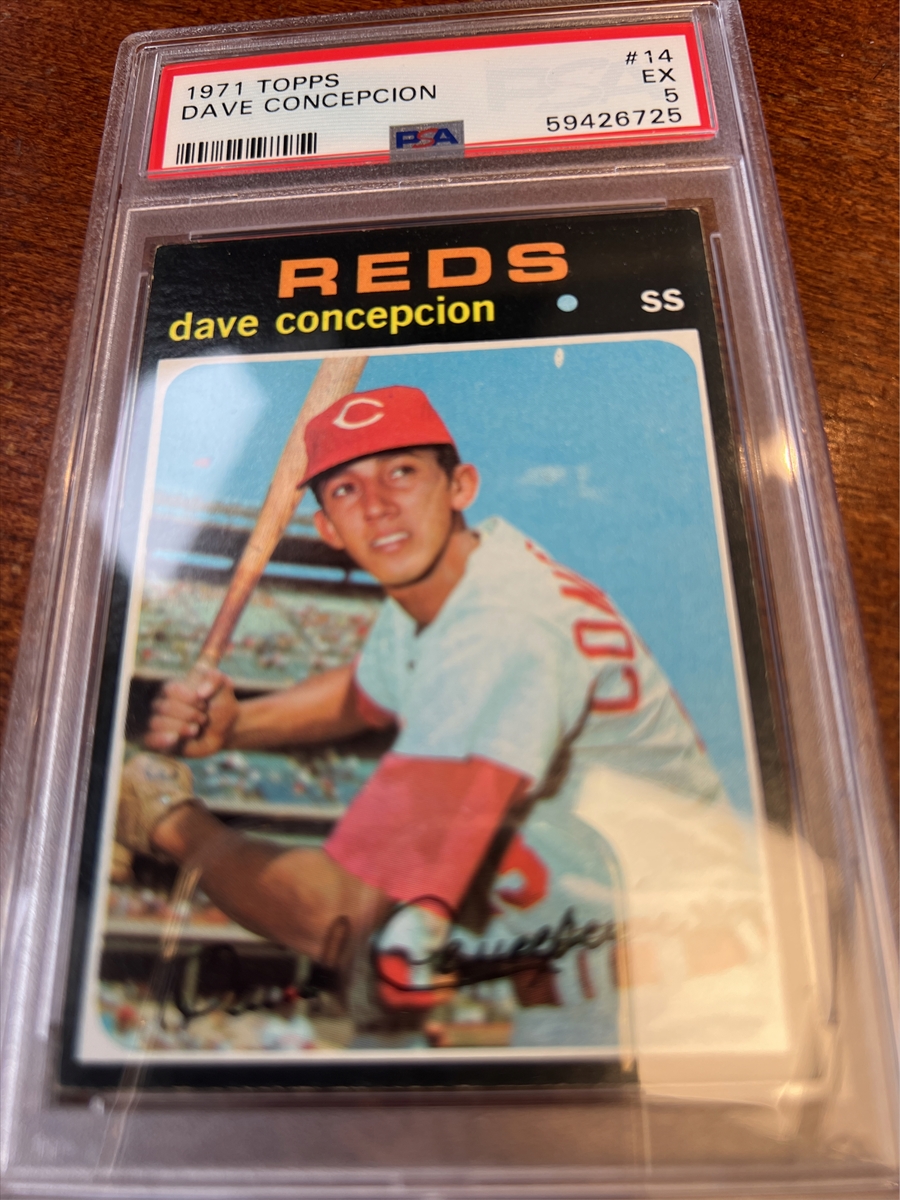 1971 TOPPS #14
DAVE CONCEPCION EX
5
PSA 59426725
REDS
dave concepcion SS
C